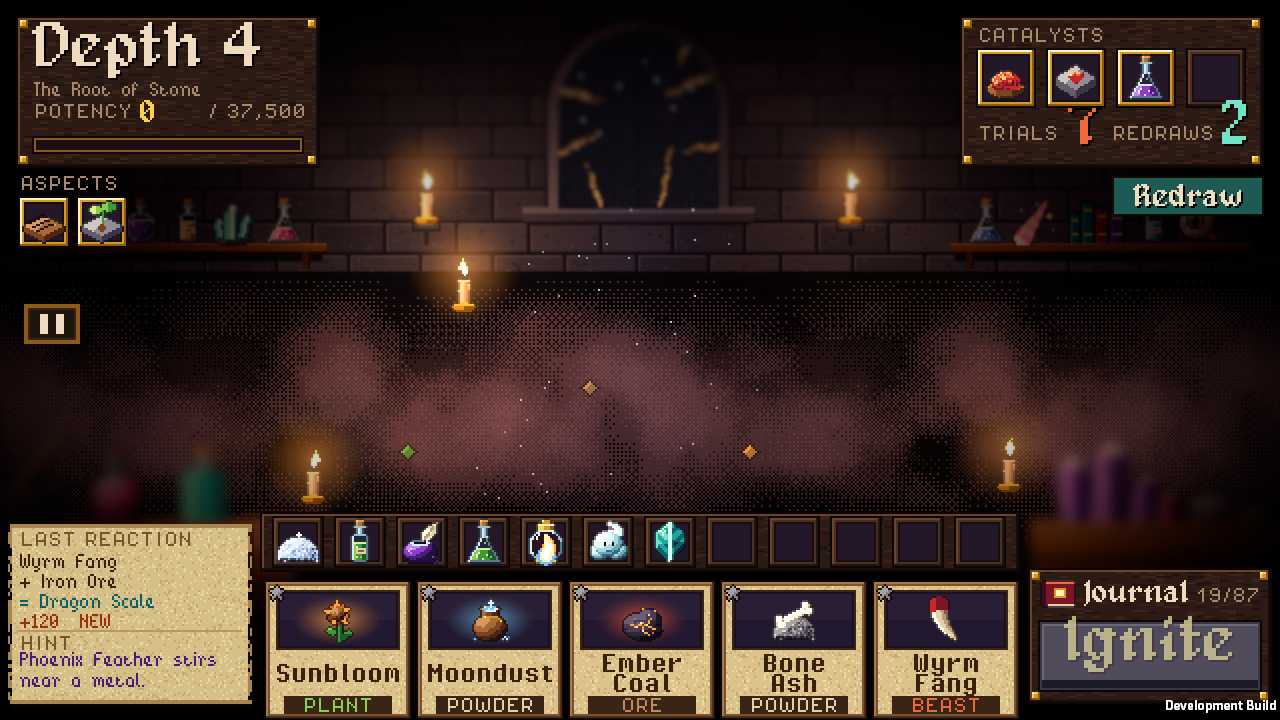 Depth 4
The Root of Stone
POTENCY 0 / 37,500
ASPECTS
CATALYSTS
TRIALS 7 REDRAWS 2
Redraw
LAST REACTION
Wyrm Fang
+ Iron Ore
= Dragon Scale
+120 NEW
HINT
Phoenix Feather stirs
near a metal.
Sunbloom
PLANT
Moondust
POWDER
Ember
Coal
ORE
Bone
Ash
POWDER
Wyrm
Fang
BEAST
Journal 19/87
Ignite
Development Build